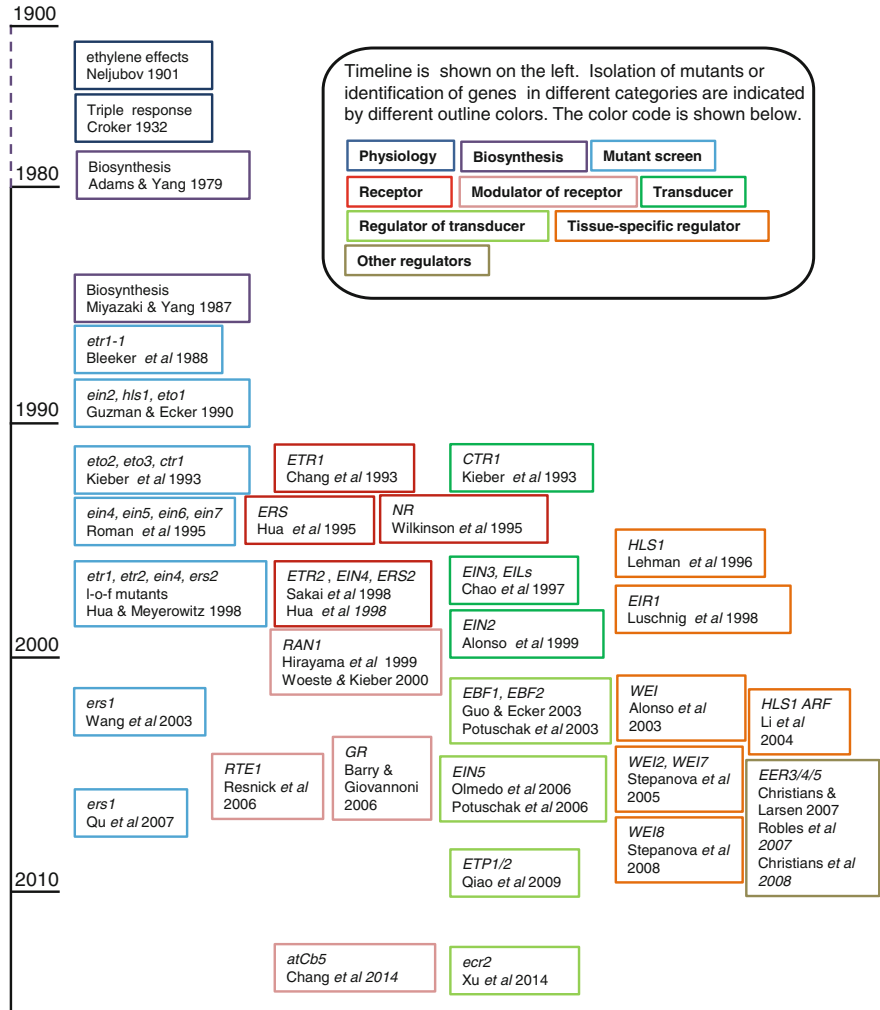 1900
ethylene effects
Neljubov 1901
Triple response
Croker 1932
Biosynthesis
Adams & Yang 1979
1980
Timeline is shown on the left. Isolation of mutants or
identification of genes in different categories are indicated
by different outline colors. The color code is shown below.
Physiology
Biosynthesis
Mutant screen
Receptor
Modulator of receptor
Transducer
Regulator of transducer
Tissue-specific regulator
Other regulators
Biosynthesis
Miyazaki & Yang 1987
etr1-1
Bleeker et al 1988
ein2, hls1, eto1
Guzman & Ecker 1990
1990
eto2, eto3, ctr1
Kieber et al 1993
ETR1
Chang et al 1993
CTR1
Kieber et al 1993
ein4, ein5, ein6, ein7
Roman et al 1995
ERS
Hua et al 1995
NR
Wilkinson et al 1995
HLS1
Lehman et al 1996
etr1, etr2, ein4, ers2
l-o-f mutants
Hua & Meyerowitz 1998
ETR2 , EIN4, ERS2
Sakai et al 1998
Hua et al 1998
EIN3, EILs
Chao et al 1997
EIR1
Luschnig et al 1998
EIN2
Alonso et al 1999
RAN1
Hirayama et al 1999
Woeste & Kieber 2000
2000
ers1
Wang et al 2003
EBF1, EBF2
Guo & Ecker 2003
Potuschak et al 2003
WEI
Alonso et al
2003
HLS1 ARF
Li et al
2004
RTE1
Resnick et al
2006
GR
Barry &
Giovannoni
2006
EIN5
Olmedo et al 2006
Potuschak et al 2006
WEI2, WEI7
Stepanova et al
2005
EER3/4/5
Christians &
Larsen 2007
Robles et al
2007
Christians et al
2008
ers1
Qu et al 2007
WEI8
Stepanova et al
2008
ETP1/2
Qiao et al 2009
2010
atCb5
Chang et al 2014
ecr2
Xu et al 2014